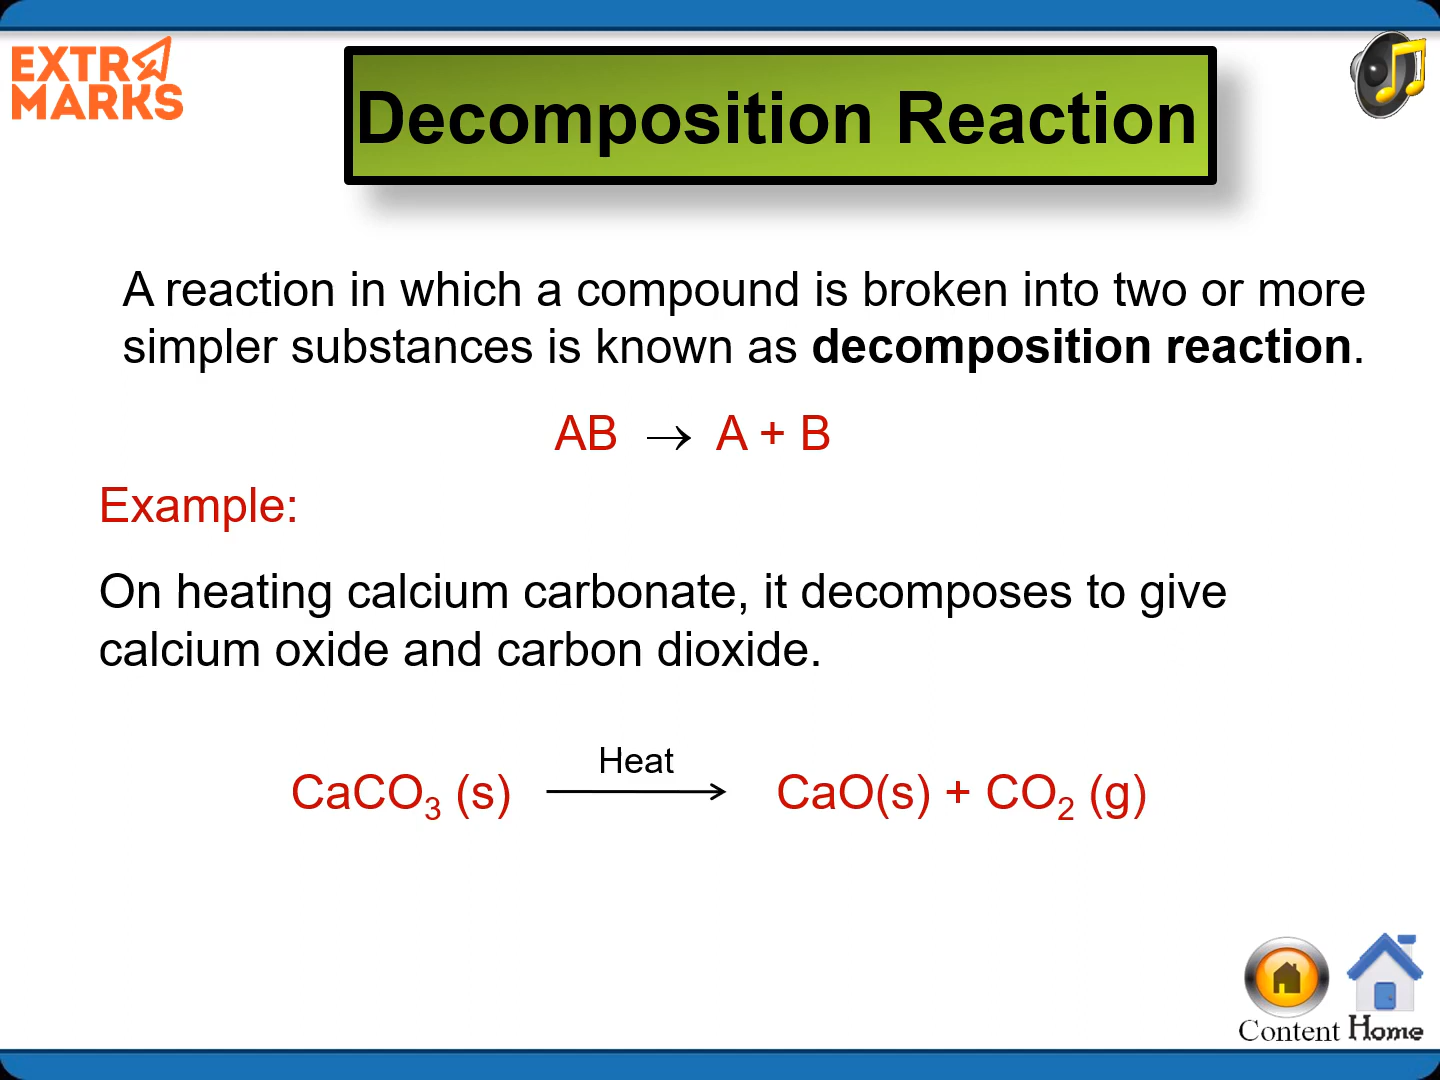 EXTRA
MARKS
Decomposition Reaction
A reaction in which a compound is broken into two or more
simpler substances is known as decomposition reaction.
AB → A + B
Example:
On heating calcium carbonate, it decomposes to give
calcium oxide and carbon dioxide.
Heat
CaCO₃ (s) ⟶ CaO(s) + CO₂ (g)
Content Home